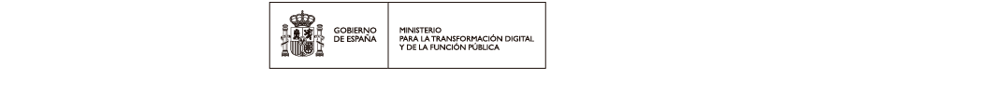 GOBIERNO
DE ESPAÑA
MINISTERIO
PARA LA TRANSFORMACIÓN DIGITAL
Y DE LA FUNCIÓN PÚBLICA